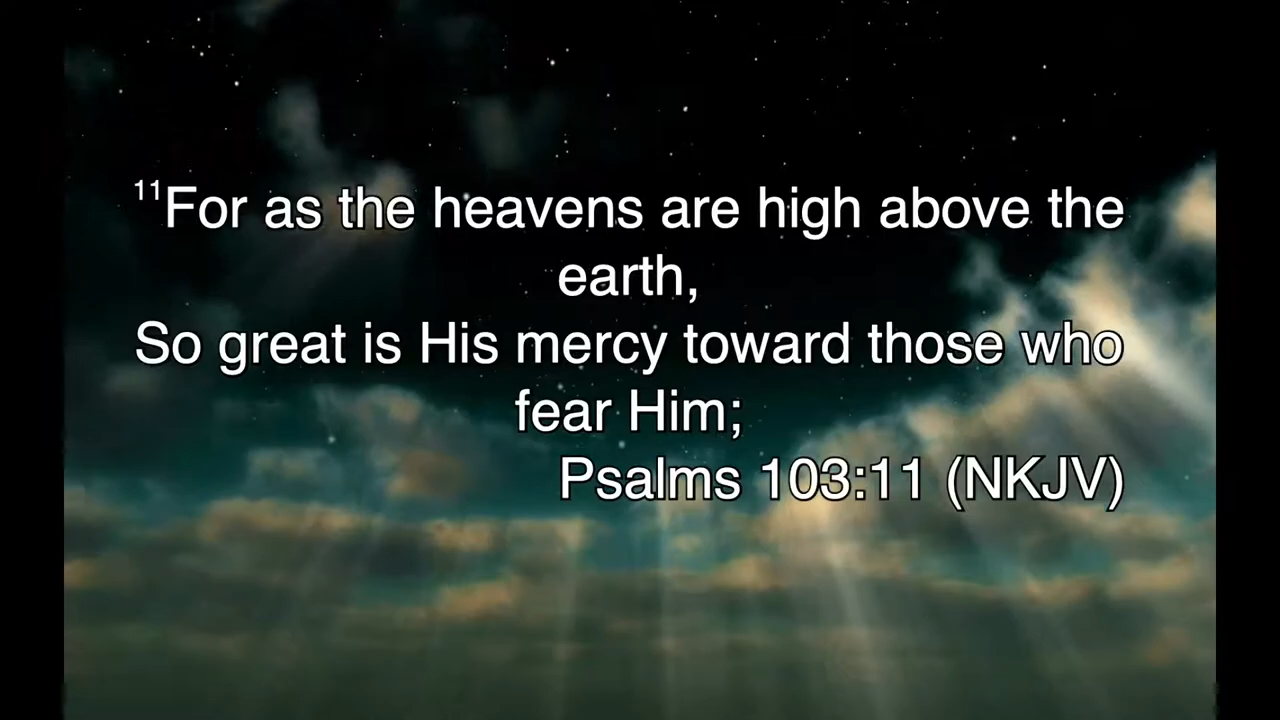 ¹¹For as the heavens are high above the
earth,
So great is His mercy toward those who
fear Him;
Psalms 103:11 (NKJV)